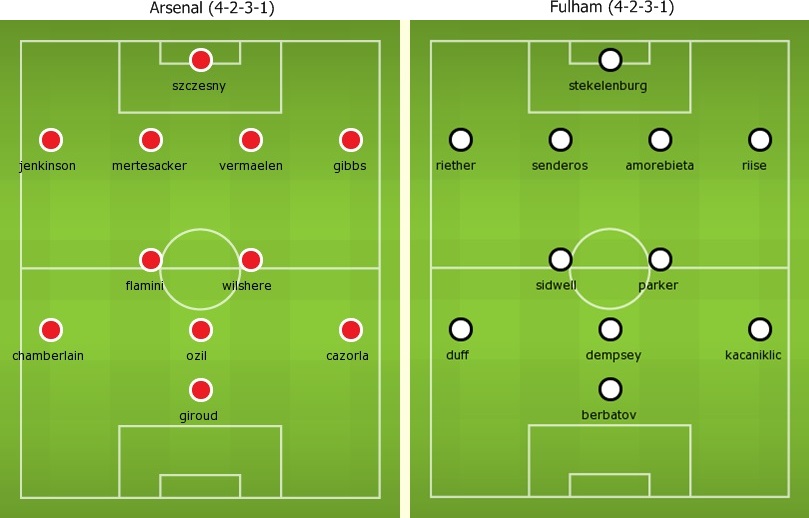 Arsenal (4-2-3-1)
szczesny
jenkinson mertesacker vermaelen gibbs
flamini wilshere
chamberlain ozil cazorla
giroud
Fulham (4-2-3-1)
stekelenburg
riether senderos amorebieta riise
sidwell parker
duff dempsey kacaniklic
berbatov